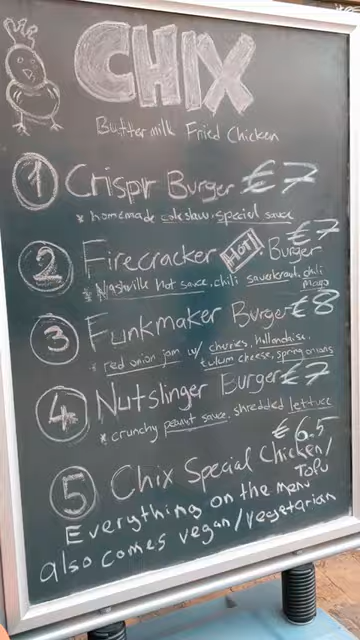 CHIX
Buttermilk Fried Chicken
1 Crispr Burger €7
* homemade coleslaw, special sauce
2 Firecracker HOT! Burger €7
* Nashville Hot sauce, chili sauerkraut, chili mayo
3 Funkmaker Burger €8
* red onion jam w/ cherries, Hollandaise,
tulum cheese, spring onions
4 Nutslinger Burger €7
* crunchy peanut sauce, shredded lettuce
€6.5
5 Chix Special Chicken/
Tofu
Everything on the menu
also comes vegan/vegetarian